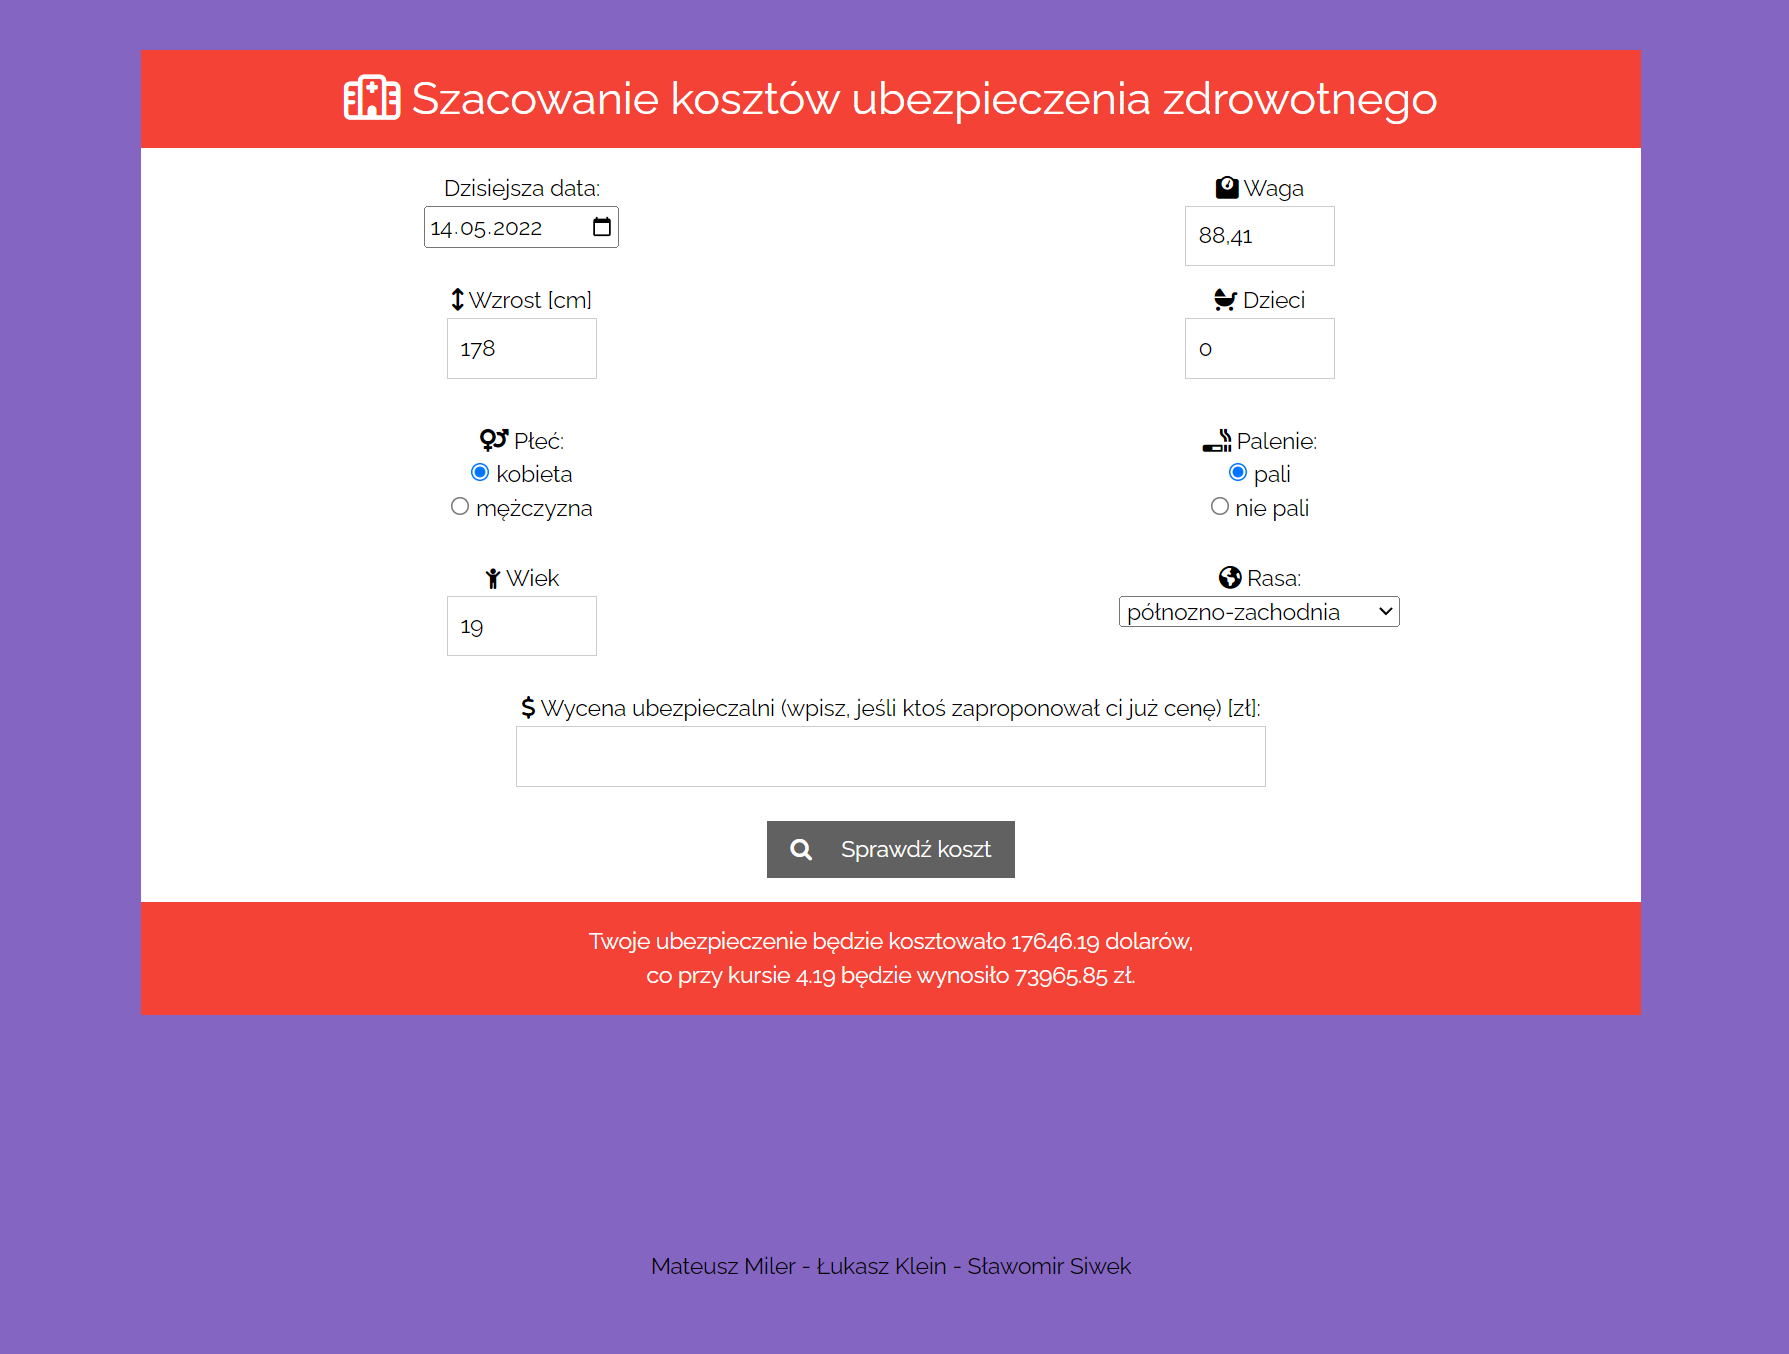 Szacowanie kosztów ubezpieczenia zdrowotnego
Dzisiejsza data:
14.05.2022
Waga
88,41
Wzrost [cm]
178
Dzieci
0
Płeć:
kobieta
mężczyzna
Palenie:
pali
nie pali
Wiek
19
Rasa:
półnozno-zachodnia
Wycena ubezpieczalni (wpisz, jeśli ktoś zaproponował ci już cenę) [zł]:
Sprawdź koszt
Twoje ubezpieczenie będzie kosztowało 17646.19 dolarów,
co przy kursie 4.19 będzie wynosiło 73965.85 zł.
Mateusz Miler - Łukasz Klein - Sławomir Siwek